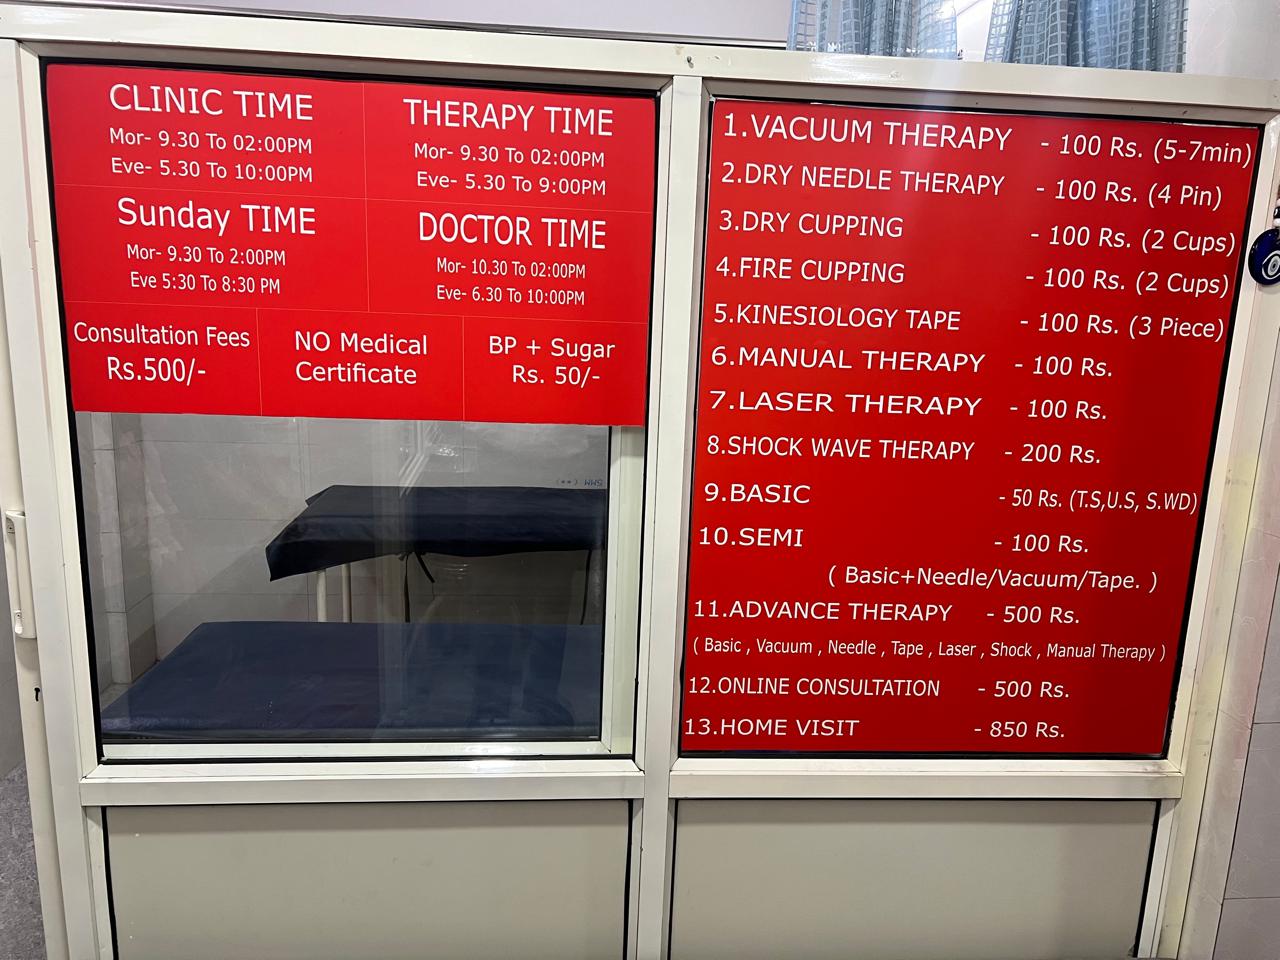 CLINIC TIME
Mor- 9.30 To 02:00PM
Eve- 5.30 To 10:00PM
THERAPY TIME
Mor- 9.30 To 02:00PM
Eve- 5.30 To 9:00PM
Sunday TIME
Mor- 9.30 To 2:00PM
Eve 5:30 To 8:30 PM
DOCTOR TIME
Mor- 10.30 To 02:00PM
Eve- 6.30 To 10:00PM
Consultation Fees
Rs.500/-
NO Medical
Certificate
BP + Sugar
Rs. 50/-
1.VACUUM THERAPY - 100 Rs. (5-7min)
2.DRY NEEDLE THERAPY - 100 Rs. (4 Pin)
3.DRY CUPPING - 100 Rs. (2 Cups)
4.FIRE CUPPING - 100 Rs. (2 Cups)
5.KINESIOLOGY TAPE - 100 Rs. (3 Piece)
6.MANUAL THERAPY - 100 Rs.
7.LASER THERAPY - 100 Rs.
8.SHOCK WAVE THERAPY - 200 Rs.
9.BASIC - 50 Rs. (T.S,U.S, S.WD)
10.SEMI - 100 Rs.
( Basic+Needle/Vacuum/Tape. )
11.ADVANCE THERAPY - 500 Rs.
( Basic , Vacuum , Needle , Tape , Laser , Shock , Manual Therapy )
12.ONLINE CONSULTATION - 500 Rs.
13.HOME VISIT - 850 Rs.